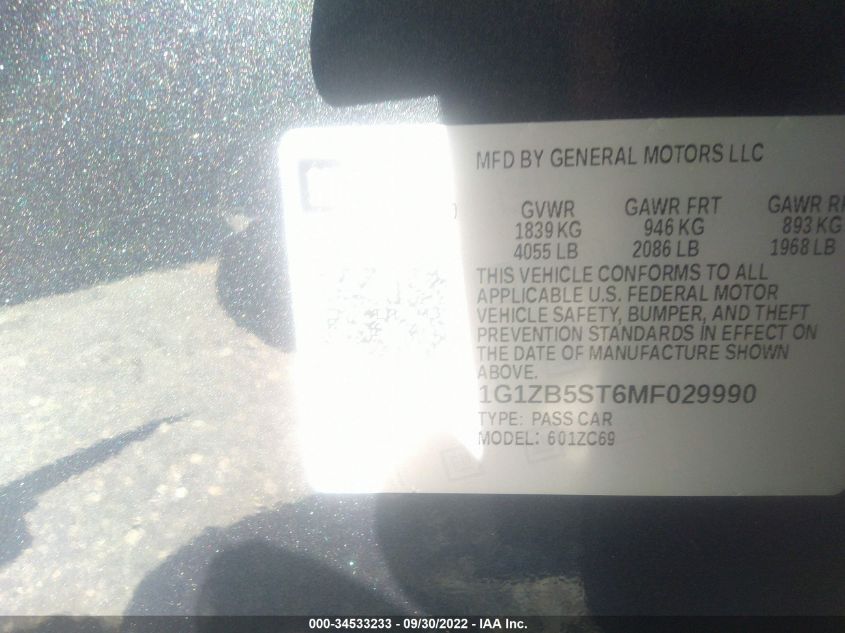 MFD BY GENERAL MOTORS LLC
GVWR GAWR FRT
1839 KG 946 KG 893 KG
4055 LB 2086 LB 1968 LB
THIS VEHICLE CONFORMS TO ALL
APPLICABLE U.S. FEDERAL MOTOR
VEHICLE SAFETY, BUMPER, AND THEFT
PREVENTION STANDARDS IN EFFECT ON
THE DATE OF MANUFACTURE SHOWN
ABOVE.
1G1ZB5ST6MF029990
TYPE: PASS CAR
MODEL: 601ZC69
000-34533233 - 09/30/2022 - IAA Inc.